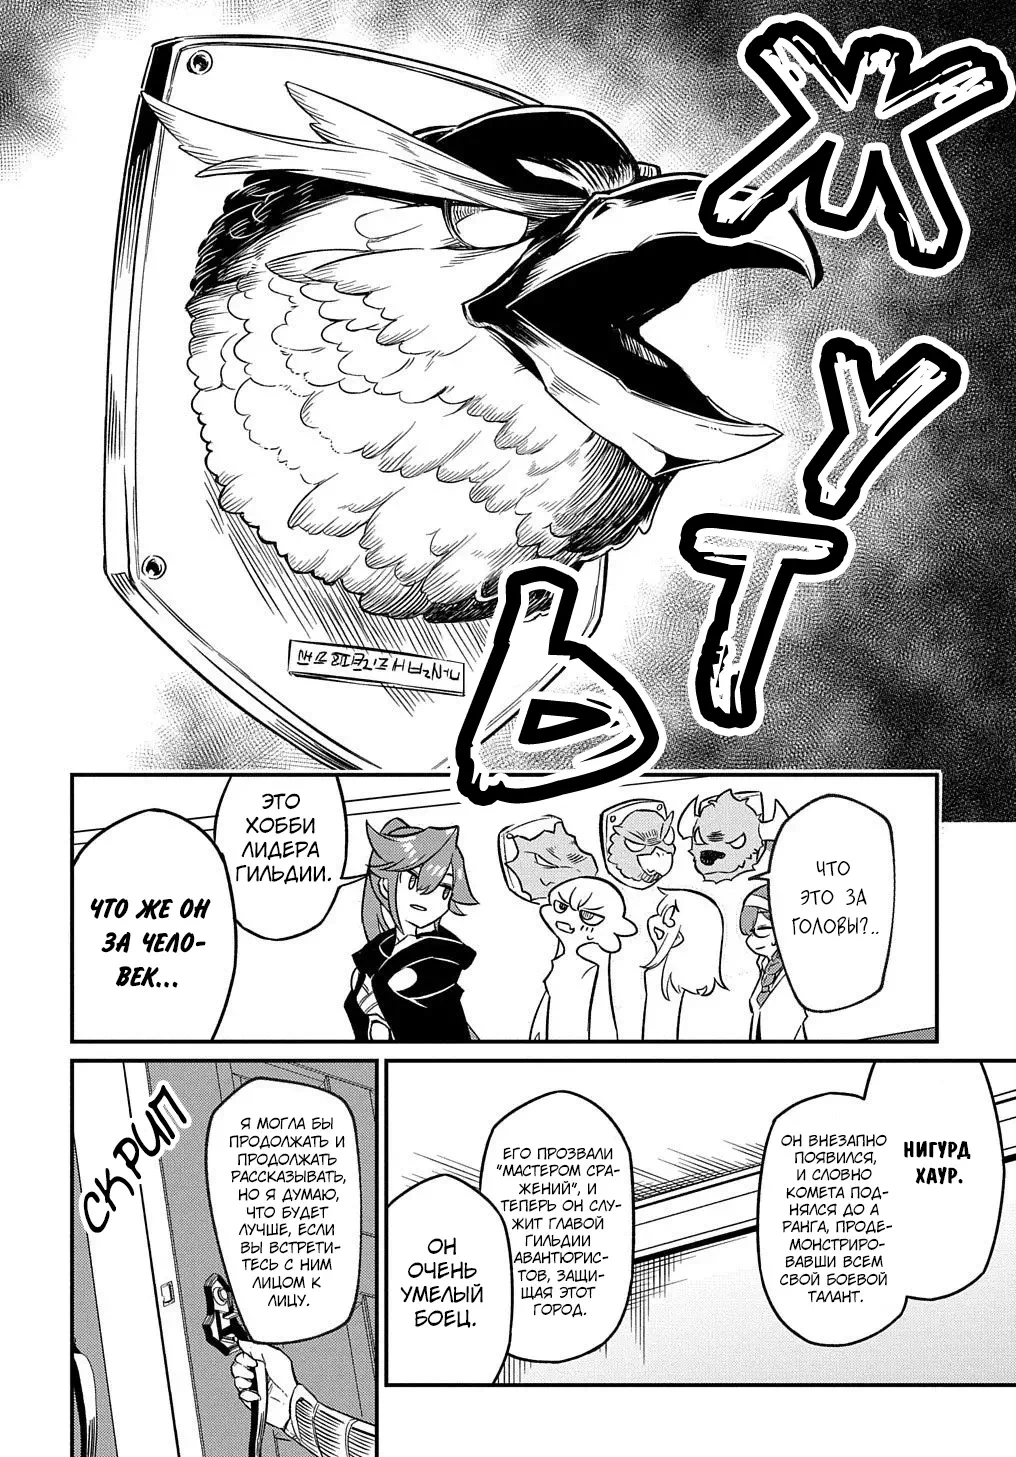 ЖУТЬ
ЧТО
ЭТО ЗА
ГОЛОВЫ?..
ЭТО
ХОББИ
ЛИДЕРА
ГИЛЬДИИ.
ЧТО ЖЕ ОН
ЗА ЧЕЛО-
ВЕК...
НИГУРД
ХАУР.
ОН ВНЕЗАПНО
ПОЯВИЛСЯ,
И СЛОВНО
КОМЕТА ПОД-
НЯЛСЯ ДО А
РАНГА, ПРОДЕ-
МОНСТРИРО-
ВАВШИ ВСЕМ
СВОЙ БОЕВОЙ
ТАЛАНТ.
ЕГО ПРОЗВАЛИ
"МАСТЕРОМ СРА-
ЖЕНИЙ", И
ТЕПЕРЬ ОН СЛУ-
ЖИТ ГЛАВОЙ
ГИЛЬДИИ
АВАНТЮРИС-
ТОВ, ЗАЩИ-
ЩАЯ ЭТОТ
ГОРОД.
ОН
ОЧЕНЬ
УМЕЛЫЙ
БОЕЦ.
Я МОГЛА БЫ
ПРОДОЛЖАТЬ И
ПРОДОЛЖАТЬ
РАССКАЗЫВАТЬ,
НО Я ДУМАЮ,
ЧТО БУДЕТ
ЛУЧШЕ, ЕСЛИ
ВЫ ВСТРЕТИ-
ТЕСЬ С НИМ
ЛИЦОМ К
ЛИЦУ.
СКРИП